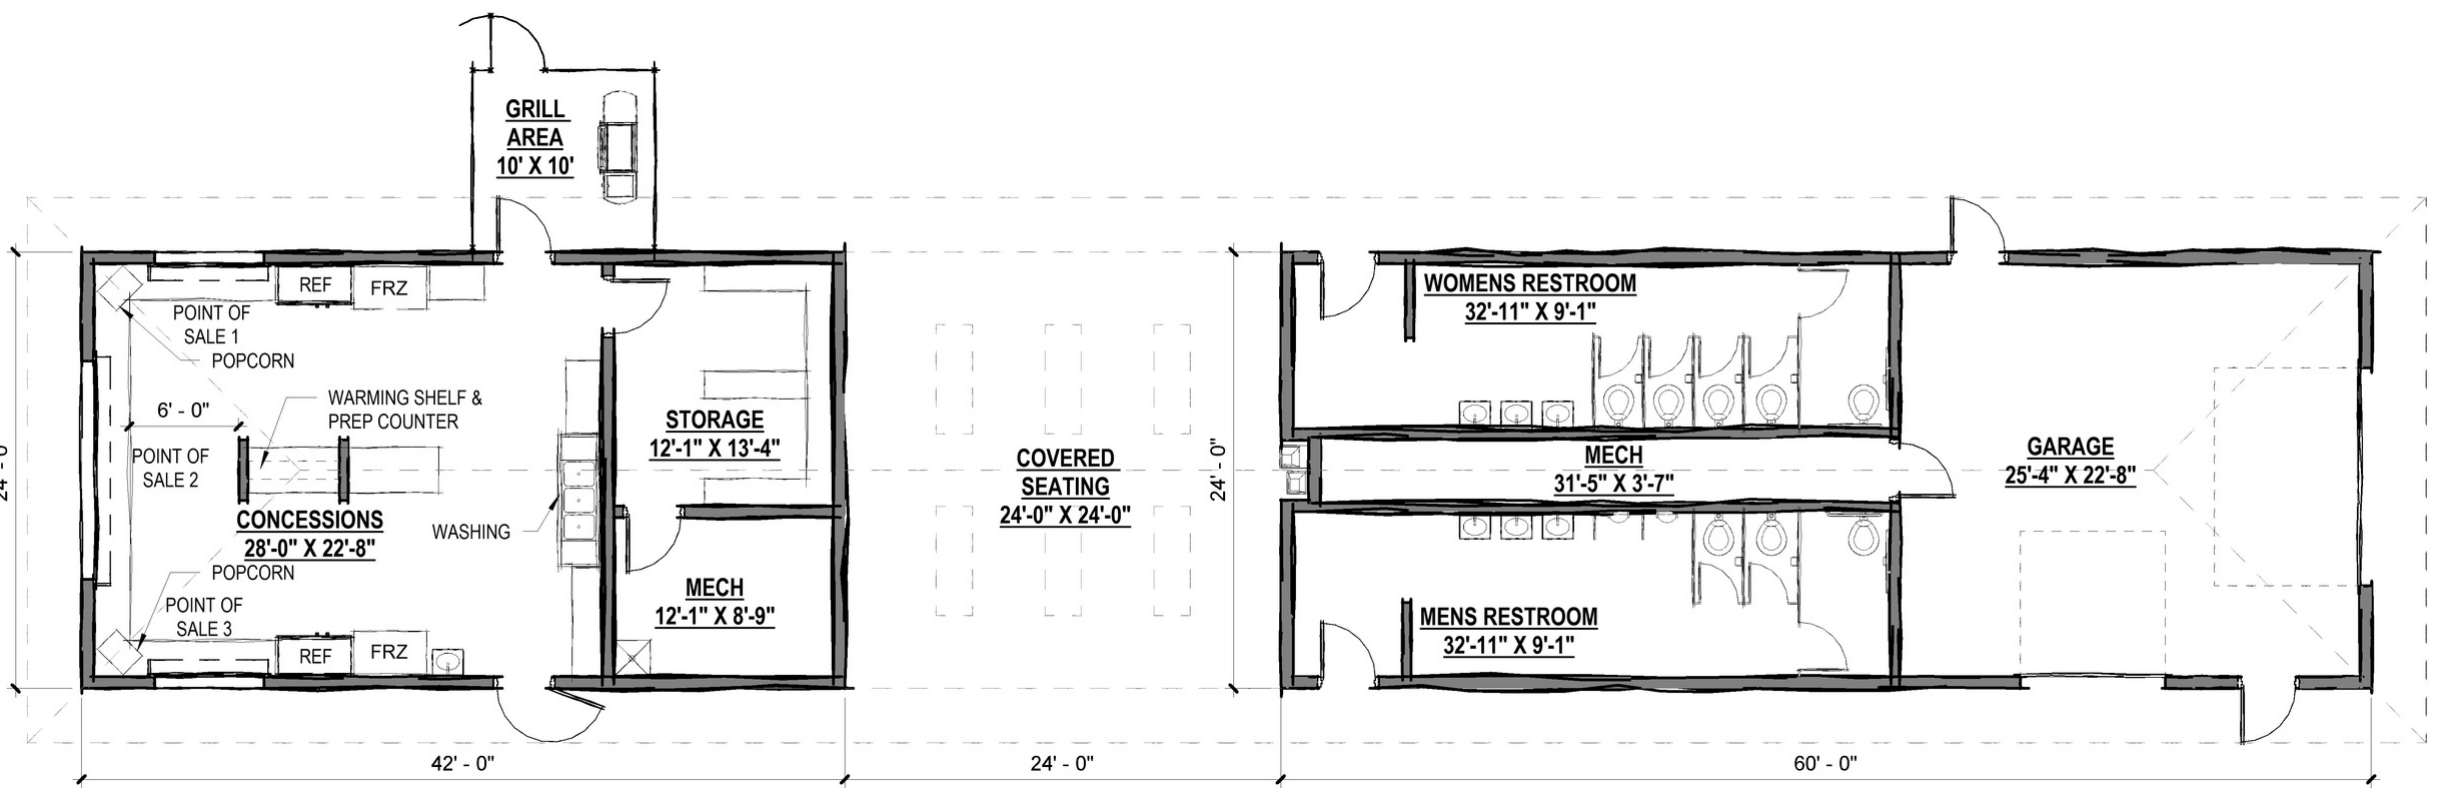 GRILL
AREA
10' X 10'
REF
FRZ
POINT OF
SALE 1
POPCORN
WARMING SHELF &
PREP COUNTER
6' - 0"
POINT OF
SALE 2
CONCESSIONS
28'-0" X 22'-8"
WASHING
POPCORN
POINT OF
SALE 3
REF
FRZ
STORAGE
12'-1" X 13'-4"
MECH
12'-1" X 8'-9"
COVERED
SEATING
24'-0" X 24'-0"
24' - 0"
WOMENS RESTROOM
32'-11" X 9'-1"
MECH
31'-5" X 3'-7"
MENS RESTROOM
32'-11" X 9'-1"
GARAGE
25'-4" X 22'-8"
42' - 0"
24' - 0"
60' - 0"